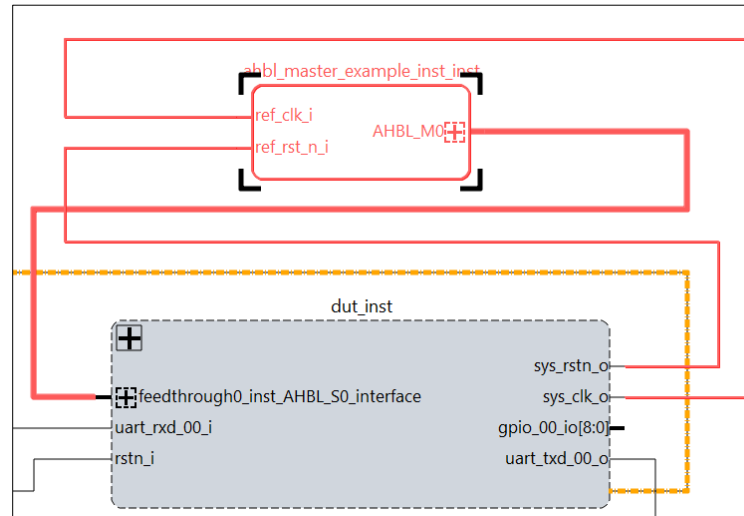 ahbl_master_example_inst_inst
ref_clk_i
AHBL_M0
ref_rst_n_i
dut_inst
sys_rstn_o
feedthrough0_inst_AHBL_S0_interface
sys_clk_o
uart_rxd_00_i
gpio_00_io[8:0]
rstn_i
uart_txd_00_o